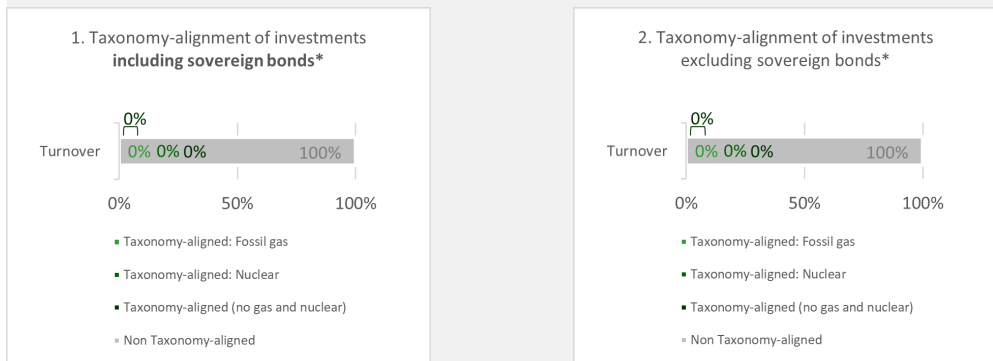 1. Taxonomy-alignment of investments
including sovereign bonds*
0%
Turnover
0% 0% 0% 100%
0% 50% 100%
Taxonomy-aligned: Fossil gas
Taxonomy-aligned: Nuclear
Taxonomy-aligned (no gas and nuclear)
Non Taxonomy-aligned
2. Taxonomy-alignment of investments
excluding sovereign bonds*
0%
Turnover
0% 0% 0% 100%
0% 50% 100%
Taxonomy-aligned: Fossil gas
Taxonomy-aligned: Nuclear
Taxonomy-aligned (no gas and nuclear)
Non Taxonomy-aligned